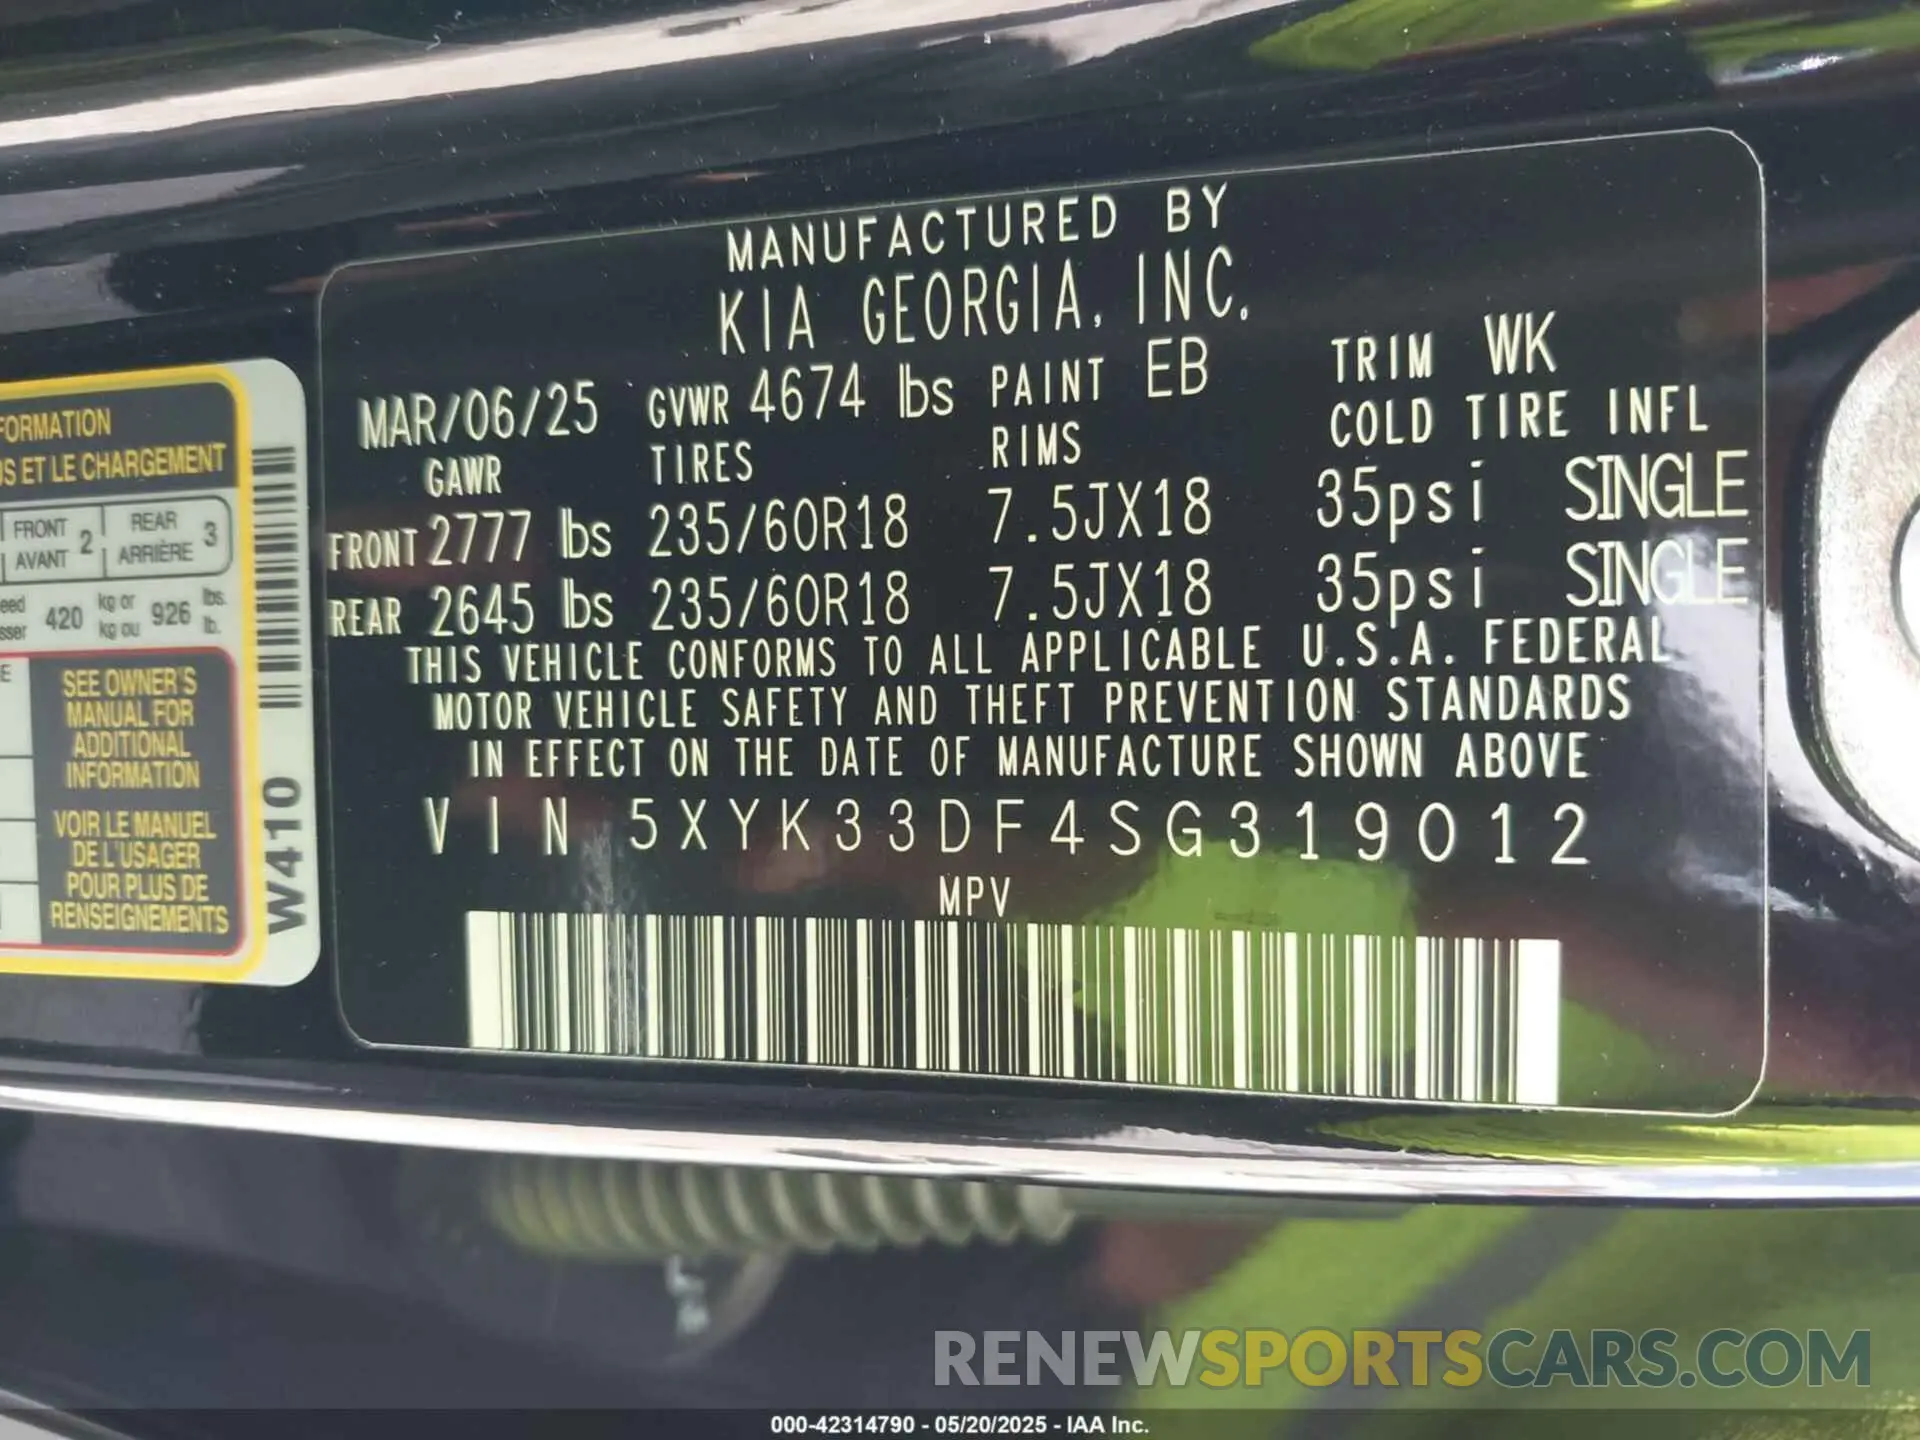 FORMATION
US ET LE CHARGEMENT
FRONT AVANT 2 REAR ARRIÈRE 3
420 kg or kg ou 926 lbs. lb.
SEE OWNER'S
MANUAL FOR
ADDITIONAL
INFORMATION
VOIR LE MANUEL
DE L'USAGER
POUR PLUS DE
RENSEIGNEMENTS
W410
MANUFACTURED BY
KIA GEORGIA, INC.
MAR/06/25 GVWR 4674 lbs PAINT EB TRIM WK
GAWR TIRES RIMS COLD TIRE INFL
FRONT 2777 lbs 235/60R18 7.5JX18 35psi SINGLE
REAR 2645 lbs 235/60R18 7.5JX18 35psi SINGLE
THIS VEHICLE CONFORMS TO ALL APPLICABLE U.S.A. FEDERAL
MOTOR VEHICLE SAFETY AND THEFT PREVENTION STANDARDS
IN EFFECT ON THE DATE OF MANUFACTURE SHOWN ABOVE
VIN 5XYK33DF4SG319012
MPV
RENEWSPORTSCARS.COM
000-42314790 - 05/20/2025 - IAA Inc.